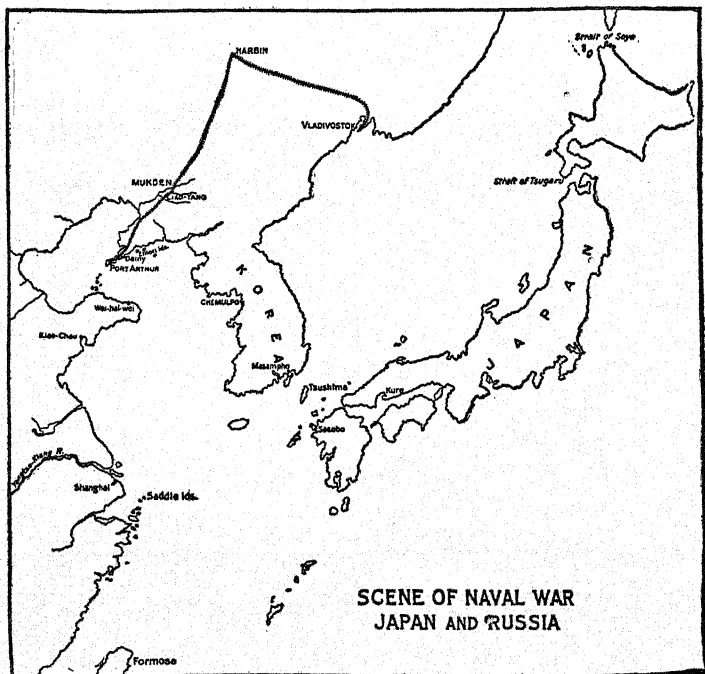 HARBIN
Strait of Soya
VLADIVOSTOK
MUKDEN
LIAO-YANG
Strait of Tsugaru
Dalny
PORT ARTHUR
KOREA
JAPAN
Wei-hai-wei
CHEMULPO
Kiao-Chau
Masampho
Tsushima
Kure
Sasebo
Shanghai
Saddle Ids.
SCENE OF NAVAL WAR
JAPAN AND RUSSIA
Formosa